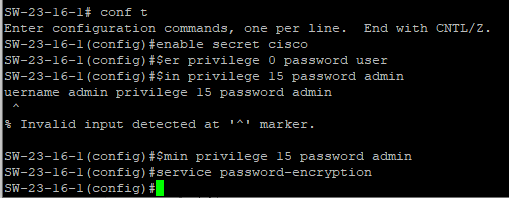 SW-23-16-1# conf t
Enter configuration commands, one per line.  End with CNTL/Z.
SW-23-16-1(config)#enable secret cisco
SW-23-16-1(config)#$er privilege 0 password user
SW-23-16-1(config)#$in privilege 15 password admin
uername admin privilege 15 password admin
 ^
% Invalid input detected at '^' marker.
SW-23-16-1(config)#$min privilege 15 password admin
SW-23-16-1(config)#service password-encryption
SW-23-16-1(config)#